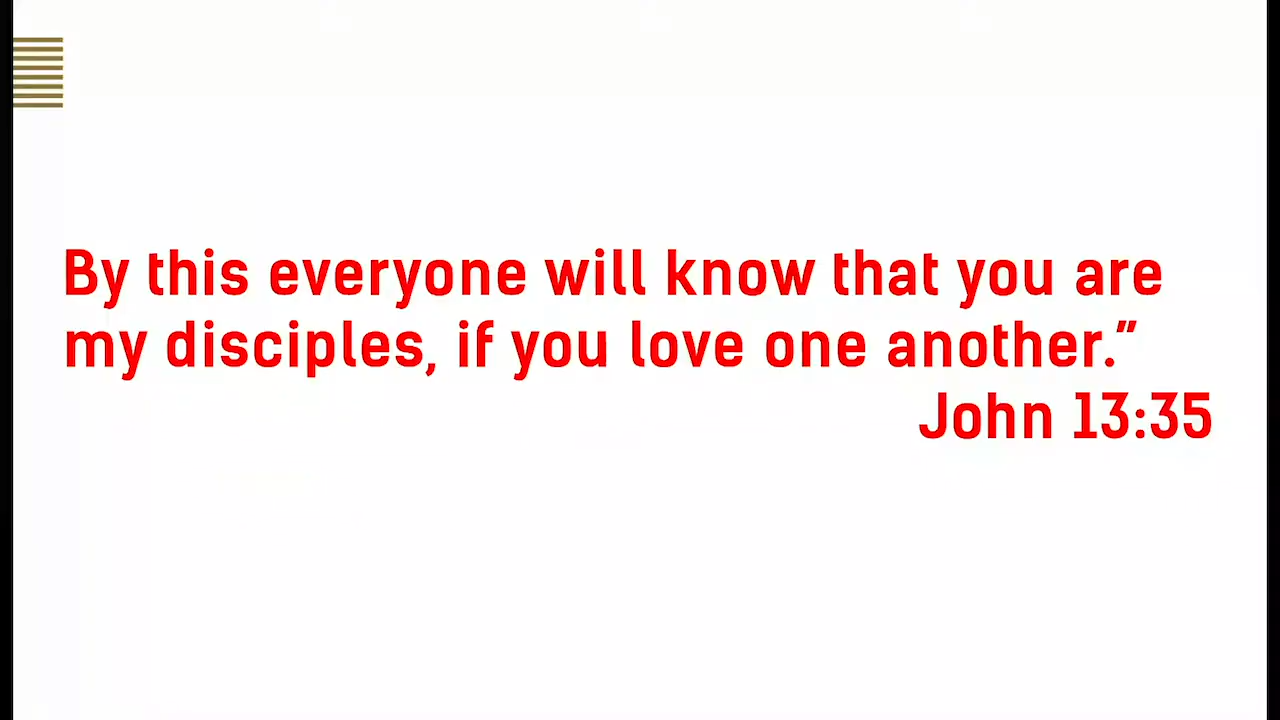 By this everyone will know that you are
my disciples, if you love one another.”
John 13:35